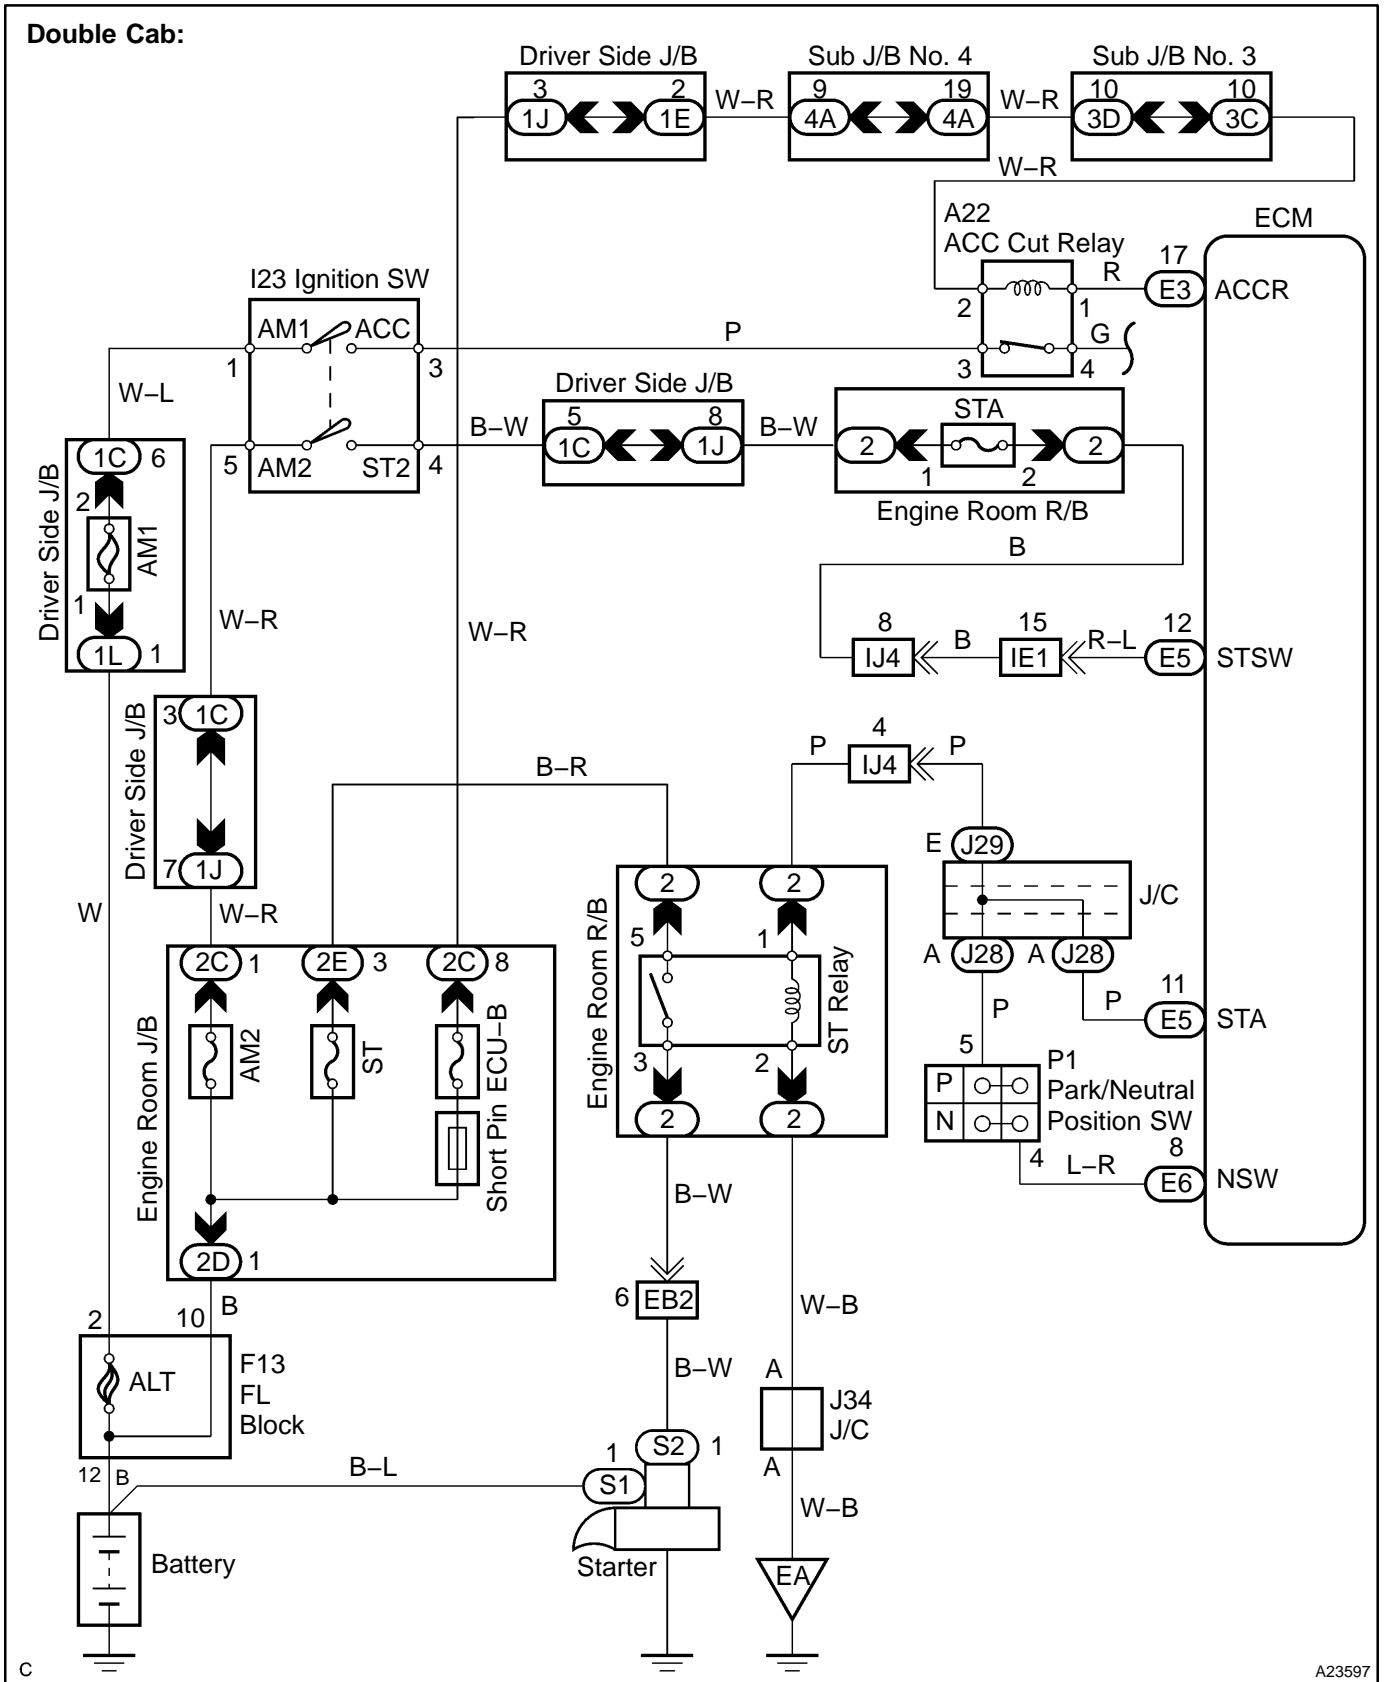 Double Cab:
Driver Side J/B
Sub J/B No. 4
Sub J/B No. 3
3
2
9
19
10
10
1J
1E
W–R
4A
4A
W–R
3D
3C
W–R
A22
ACC Cut Relay
ECM
17
R
E3
ACCR
2
1
I23 Ignition SW
AM1
ACC
P
G
1
3
3
4
W–L
Driver Side J/B
STA
5
8
B–W
1C
1J
B–W
2
2
5
AM2
ST2
4
1
2
Engine Room R/B
B
1C
6
2
Driver Side J/B
AM1
1
1L
1
W–R
W–R
8
B
15
R–L
12
IJ4
IE1
E5
STSW
3
1C
Driver Side J/B
7
1J
B–R
P
4
P
IJ4
E
J29
J/C
W
W–R
2
2
5
1
Engine Room R/B
ST Relay
3
2
2
2
A
J28
A
J28
P
P
11
E5
STA
5
P
N
P1
Park/Neutral
Position SW
4
L–R
8
E6
NSW
2C
1
2E
3
2C
8
Engine Room J/B
AM2
ST
Short Pin ECU–B
2D
1
B–W
6
EB2
W–B
2
10
B
ALT
F13
FL
Block
B–W
A
J34
J/C
A
12
B
B–L
1
S1
S2
1
W–B
Battery
Starter
EA
C
A23597